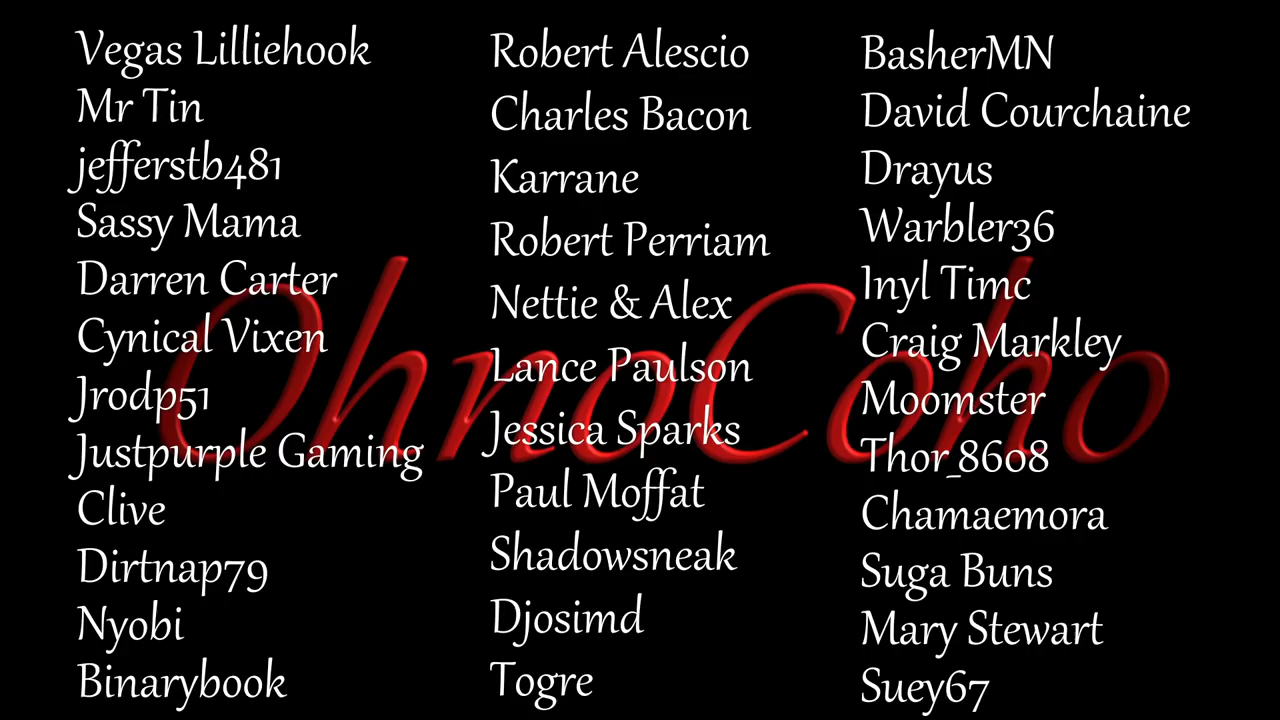 Vegas Lilliehook
Mr Tin
jefferstb481
Sassy Mama
Darren Carter
Cynical Vixen
Jrodp51
Justpurple Gaming
Clive
Dirtnap79
Nyobi
Binarybook
Robert Alescio
Charles Bacon
Karrane
Robert Perriam
Nettie & Alex
Lance Paulson
Jessica Sparks
Paul Moffat
Shadowsneak
Djosimd
Togre
BasherMN
David Courchaine
Drayus
Warbler36
Inyl Timc
Craig Markley
Moomster
Thor_8608
Chamaemora
Suga Buns
Mary Stewart
Suey67
OhnoCoho